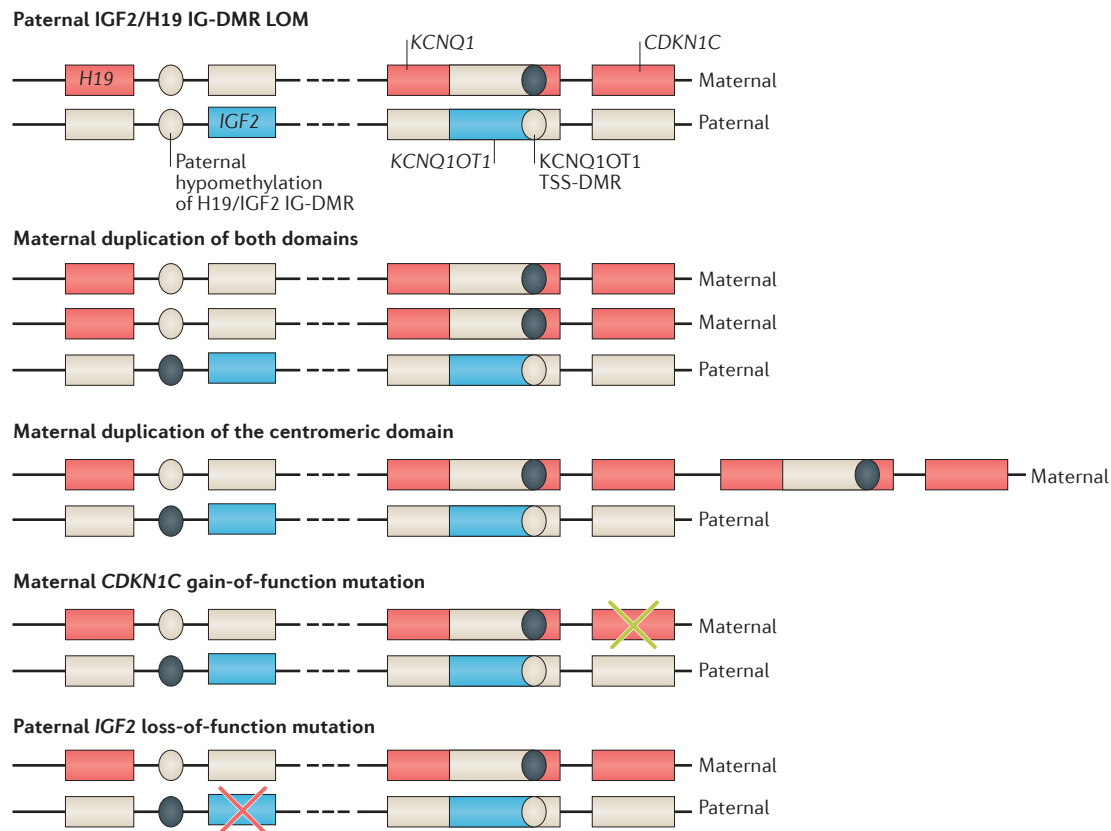 Paternal IGF2/H19 IG-DMR LOM
KCNQ1
CDKN1C
H19
Maternal
IGF2
Paternal
Paternal
hypomethylation
of H19/IGF2 IG-DMR
KCNQ1OT1
KCNQ1OT1
TSS-DMR
Maternal duplication of both domains
Maternal
Maternal
Paternal
Maternal duplication of the centromeric domain
Maternal
Paternal
Maternal CDKN1C gain-of-function mutation
Maternal
Paternal
Paternal IGF2 loss-of-function mutation
Maternal
Paternal